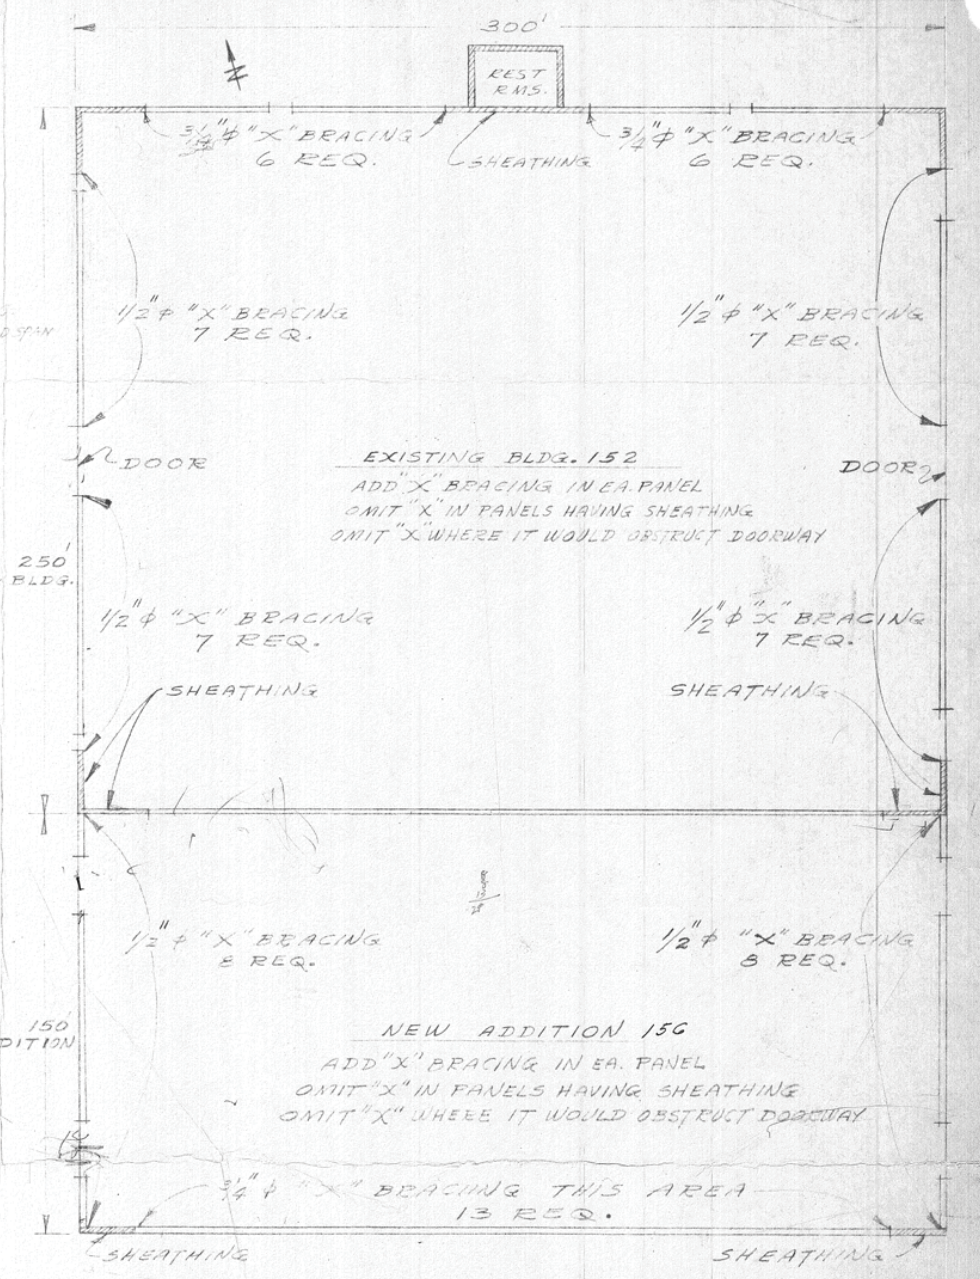 300'
N
REST
RMS.
3/4"ϕ "X" BRACING
6 REQ.
SHEATHING
3/4"ϕ "X" BRACING
6 REQ.
1/2"ϕ "X" BRACING
7 REQ.
1/2"ϕ "X" BRACING
7 REQ.
SPAN
DOOR
EXISTING BLDG. 152
DOOR
ADD "X" BRACING IN EA. PANEL
OMIT "X" IN PANELS HAVING SHEATHING
OMIT "X" WHERE IT WOULD OBSTRUCT DOORWAY
250'
BLDG.
1/2"ϕ "X" BRACING
7 REQ.
1/2"ϕ "X" BRACING
7 REQ.
SHEATHING
SHEATHING
1/2"ϕ "X" BRACING
8 REQ.
1/2"ϕ "X" BRACING
8 REQ.
150'
DITION
NEW ADDITION 156
ADD "X" BRACING IN EA. PANEL
OMIT "X" IN PANELS HAVING SHEATHING
OMIT "X" WHERE IT WOULD OBSTRUCT DOORWAY
3/4"ϕ "X" BRACING THIS AREA
13 REQ.
SHEATHING
SHEATHING